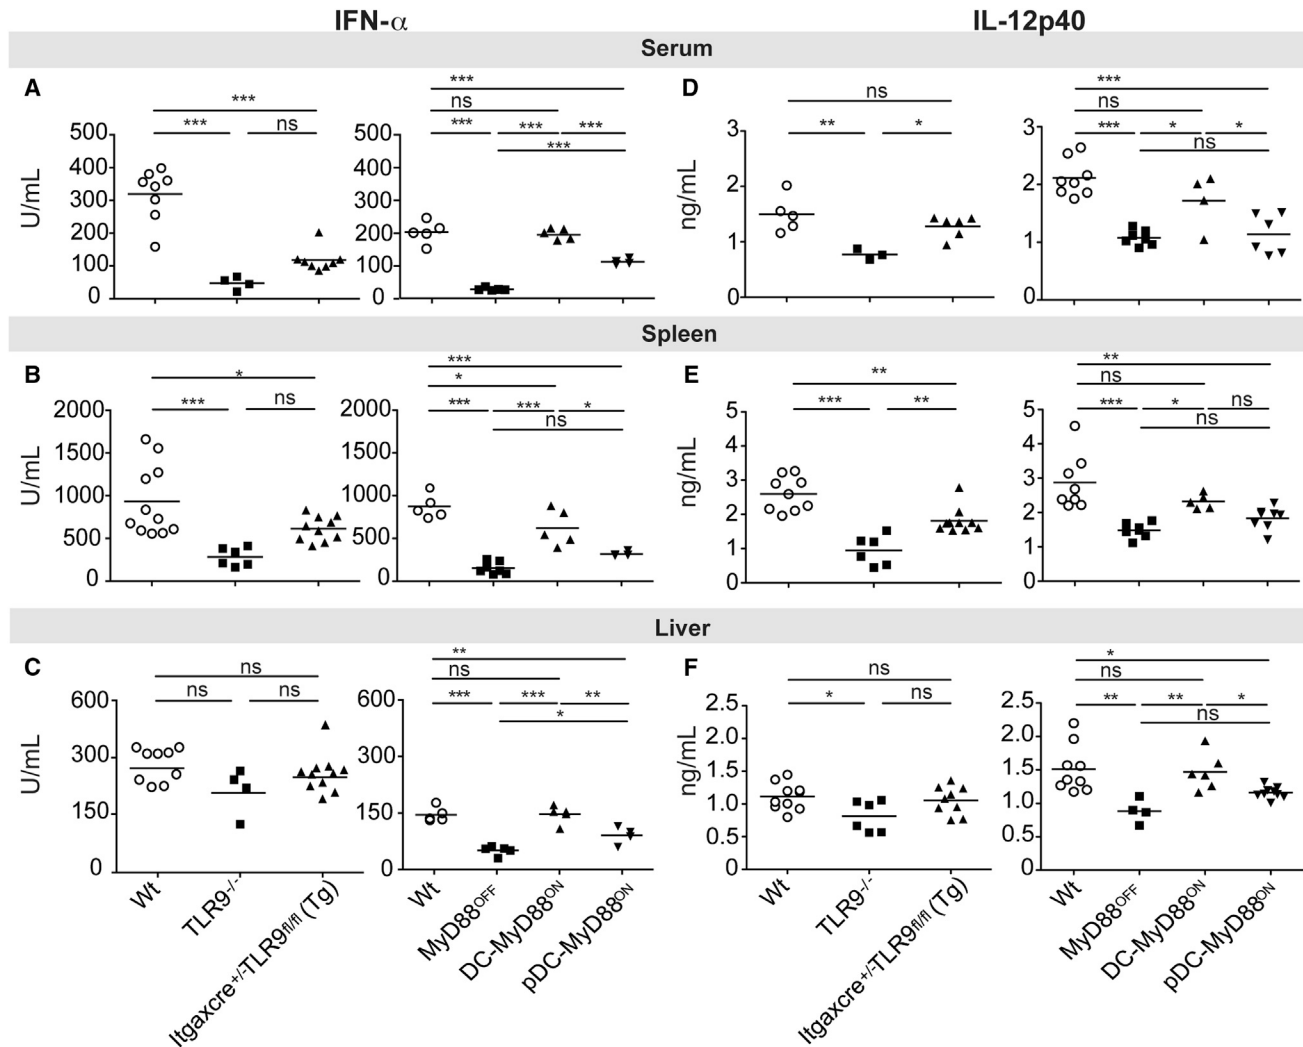 IFN-α IL-12p40
Serum
A D
*** ns
*** ns
*** ns
*** *** ***
***
** *
ns
***
ns
*** * *
ns
U/mL
500
400
300
200
100
0
500
400
300
200
100
0
ng/mL
3
2
1
0
3
2
1
0
Spleen
B E
*
*** ns
***
*
*** *** *
ns
**
*** **
**
ns
*** * ns
ns
U/mL
2000
1500
1000
500
0
2000
1500
1000
500
0
ng/mL
5
4
3
2
1
0
5
4
3
2
1
0
Liver
C F
ns
ns ns
**
ns
*** *** **
*
ns
* ns
*
ns
** ** *
ns
U/mL
600
300
150
0
600
300
150
0
ng/mL
2.5
2.0
1.5
1.0
0.5
0
2.5
2.0
1.5
1.0
0.5
0
Wt
TLR9-/-
Itgaxcre+/-TLR9fl/fl (Tg)
Wt
MyD88OFF
DC-MyD88ON
pDC-MyD88ON
Wt
TLR9-/-
Itgaxcre+/-TLR9fl/fl (Tg)
Wt
MyD88OFF
DC-MyD88ON
pDC-MyD88ON